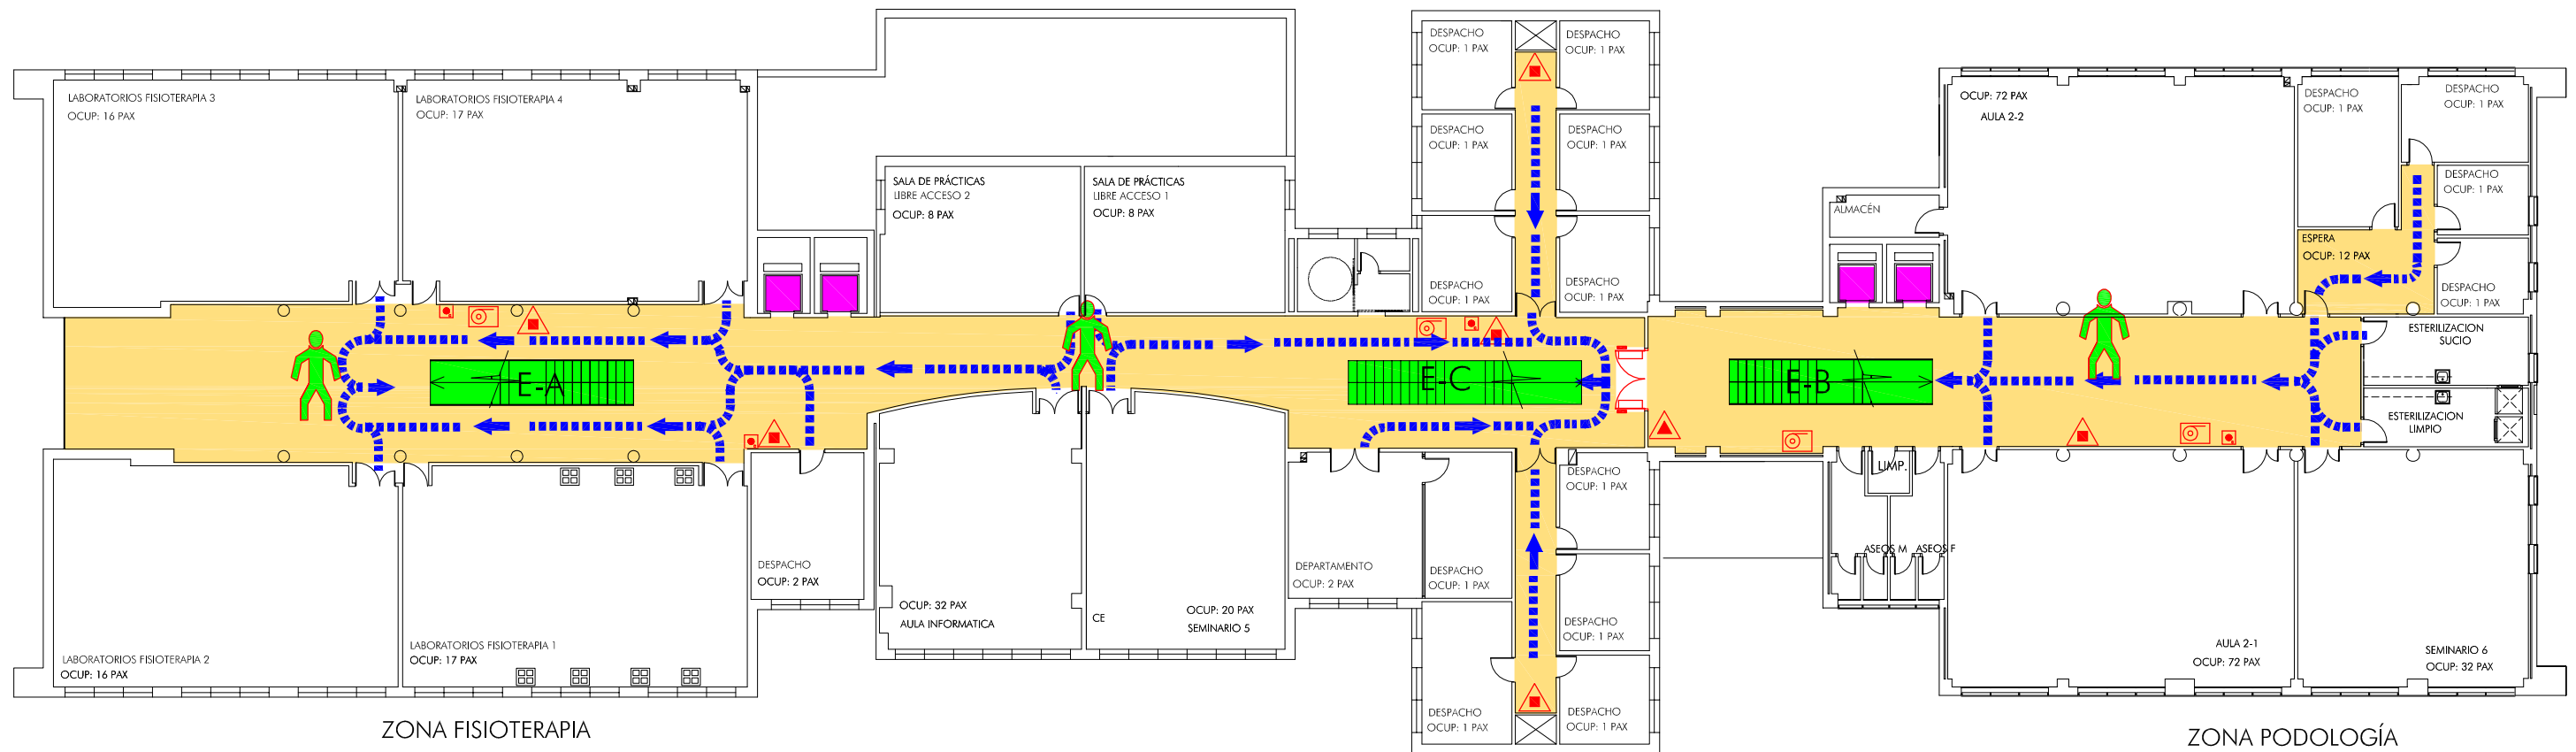 LABORATORIOS FISIOTERAPIA 3
OCUP: 16 PAX
LABORATORIOS FISIOTERAPIA 4
OCUP: 17 PAX
SALA DE PRÁCTICAS
LIBRE ACCESO 2
OCUP: 8 PAX
SALA DE PRÁCTICAS
LIBRE ACCESO 1
OCUP: 8 PAX
DESPACHO
OCUP: 1 PAX
DESPACHO
OCUP: 1 PAX
DESPACHO
OCUP: 1 PAX
DESPACHO
OCUP: 1 PAX
DESPACHO
OCUP: 1 PAX
DESPACHO
OCUP: 1 PAX
ALMACÉN
OCUP: 72 PAX
AULA 2-2
DESPACHO
OCUP: 1 PAX
DESPACHO
OCUP: 1 PAX
DESPACHO
OCUP: 1 PAX
DESPACHO
OCUP: 1 PAX
ESPERA
OCUP: 12 PAX
ESTERILIZACION
SUCIO
ESTERILIZACION
LIMPIO
E-A
E-C
E-B
LABORATORIOS FISIOTERAPIA 2
OCUP: 16 PAX
LABORATORIOS FISIOTERAPIA 1
OCUP: 17 PAX
DESPACHO
OCUP: 2 PAX
OCUP: 32 PAX
AULA INFORMATICA
CE
OCUP: 20 PAX
SEMINARIO 5
DEPARTAMENTO
OCUP: 2 PAX
DESPACHO
OCUP: 1 PAX
DESPACHO
OCUP: 1 PAX
DESPACHO
OCUP: 1 PAX
DESPACHO
OCUP: 1 PAX
DESPACHO
OCUP: 1 PAX
LIMP.
ASEOS M
ASEOS F
AULA 2-1
OCUP: 72 PAX
SEMINARIO 6
OCUP: 32 PAX
ZONA FISIOTERAPIA
ZONA PODOLOGÍA